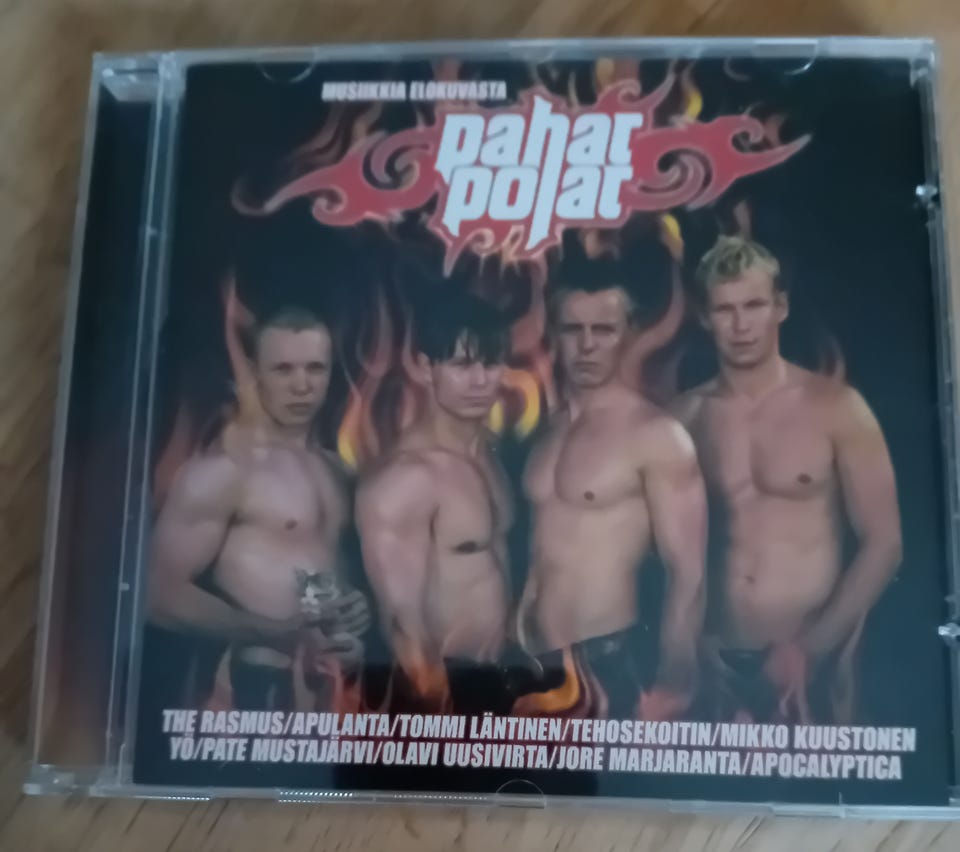 MUSIIKKIA ELOKUVASTA
pahat
pojat
THE RASMUS/APULANTA/TOMMI LÄNTINEN/TEHOSEKOITIN/MIKKO KUUSTONEN
YÖ/PATE MUSTAJÄRVI/OLAVI UUSIVIRTA/JORE MARJARANTA/APOCALYPTICA